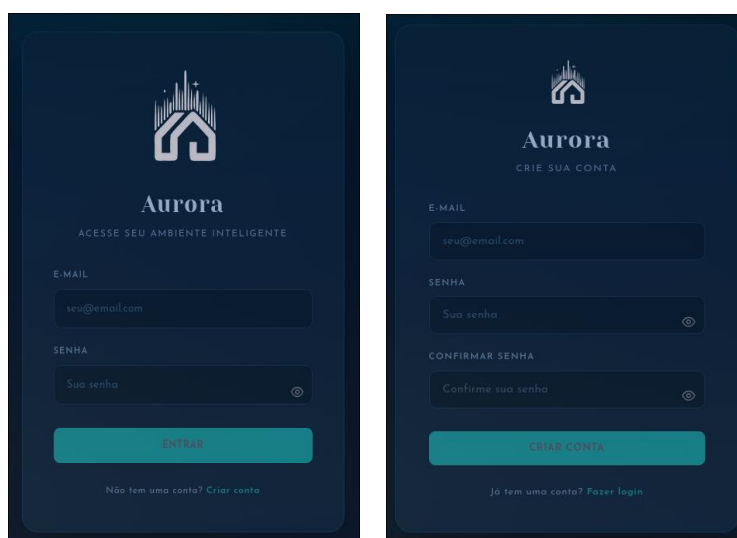 Aurora
ACESSE SEU AMBIENTE INTELIGENTE
E-MAIL
seu@email.com
SENHA
Sua senha
ENTRAR
Não tem uma conta? Criar conta
Aurora
CRIE SUA CONTA
E-MAIL
seu@email.com
SENHA
Sua senha
CONFIRMAR SENHA
Confirme sua senha
CRIAR CONTA
Já tem uma conta? Fazer login